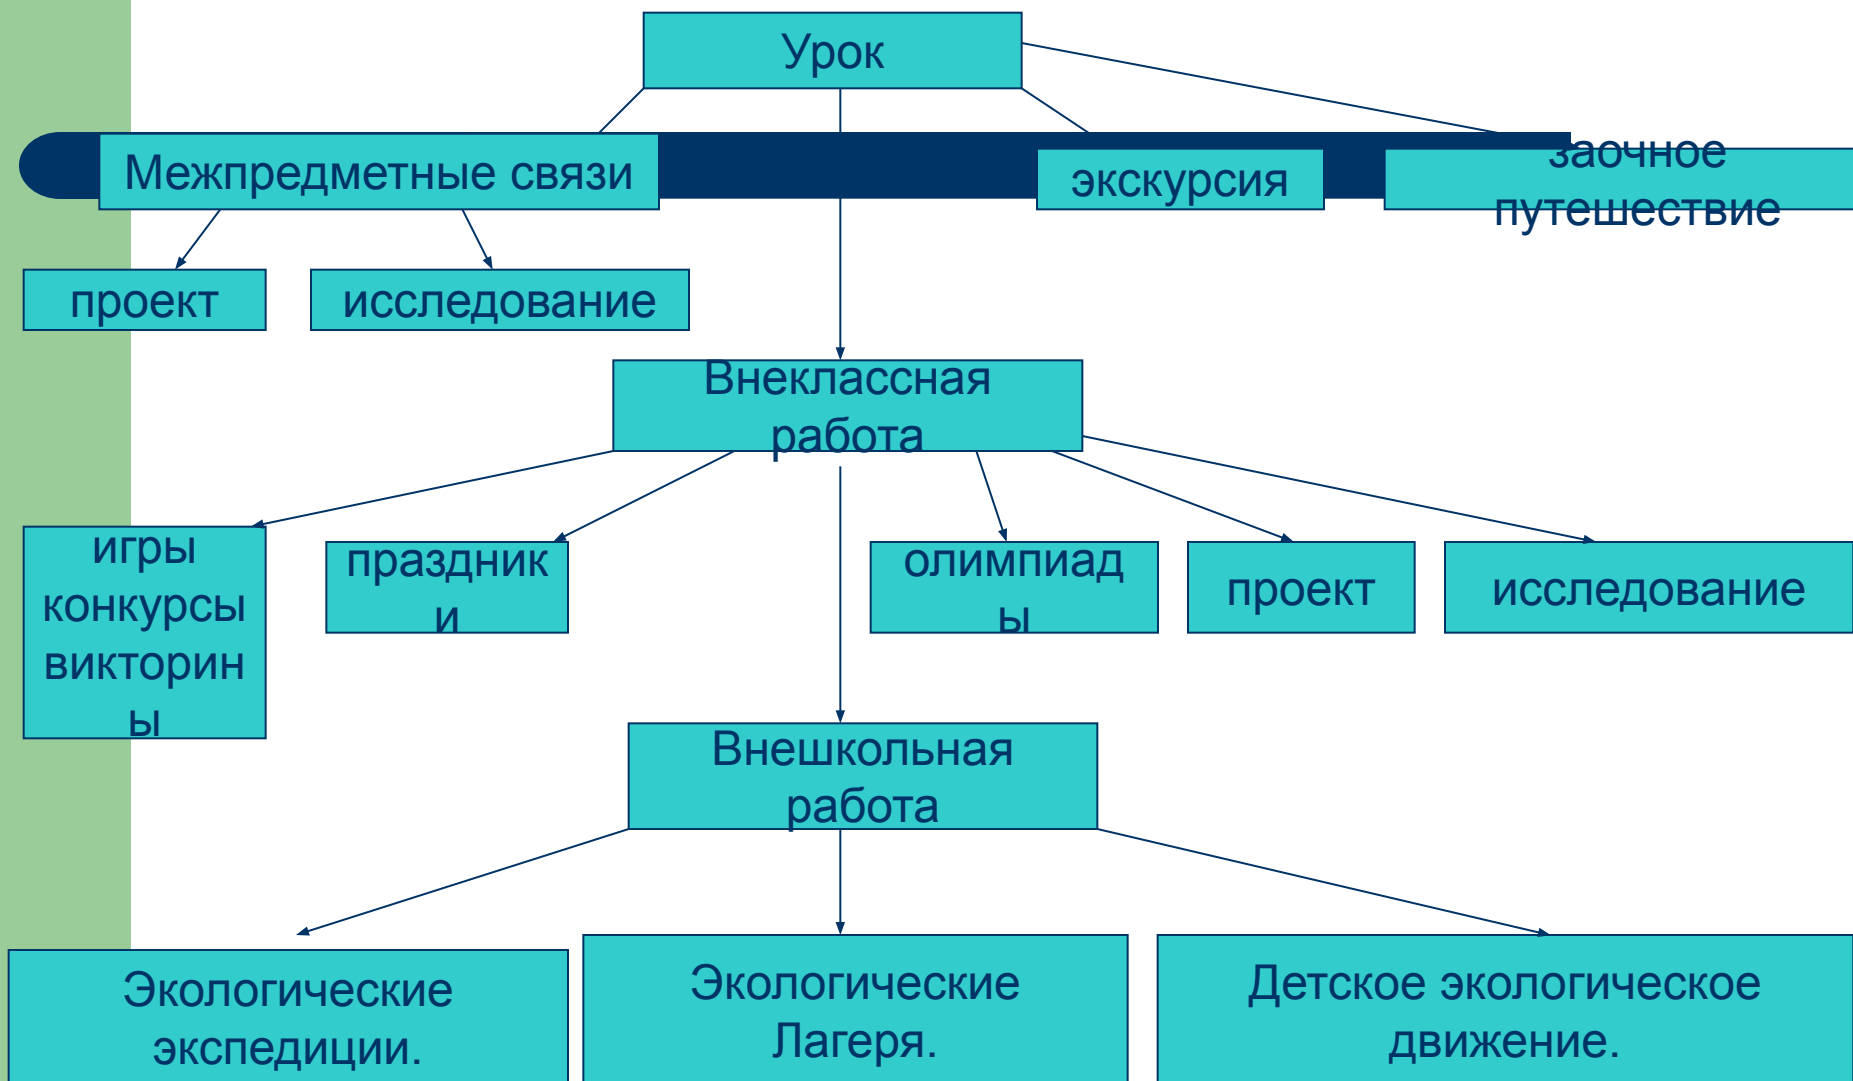 Урок
Межпредметные связи
экскурсия
заочное
путешествие
проект
исследование
Внеклассная
работа
игры
конкурсы
викторин
ы
праздник
и
олимпиад
ы
проект
исследование
Внешкольная
работа
Экологические
экспедиции.
Экологические
Лагеря.
Детское экологическое
движение.